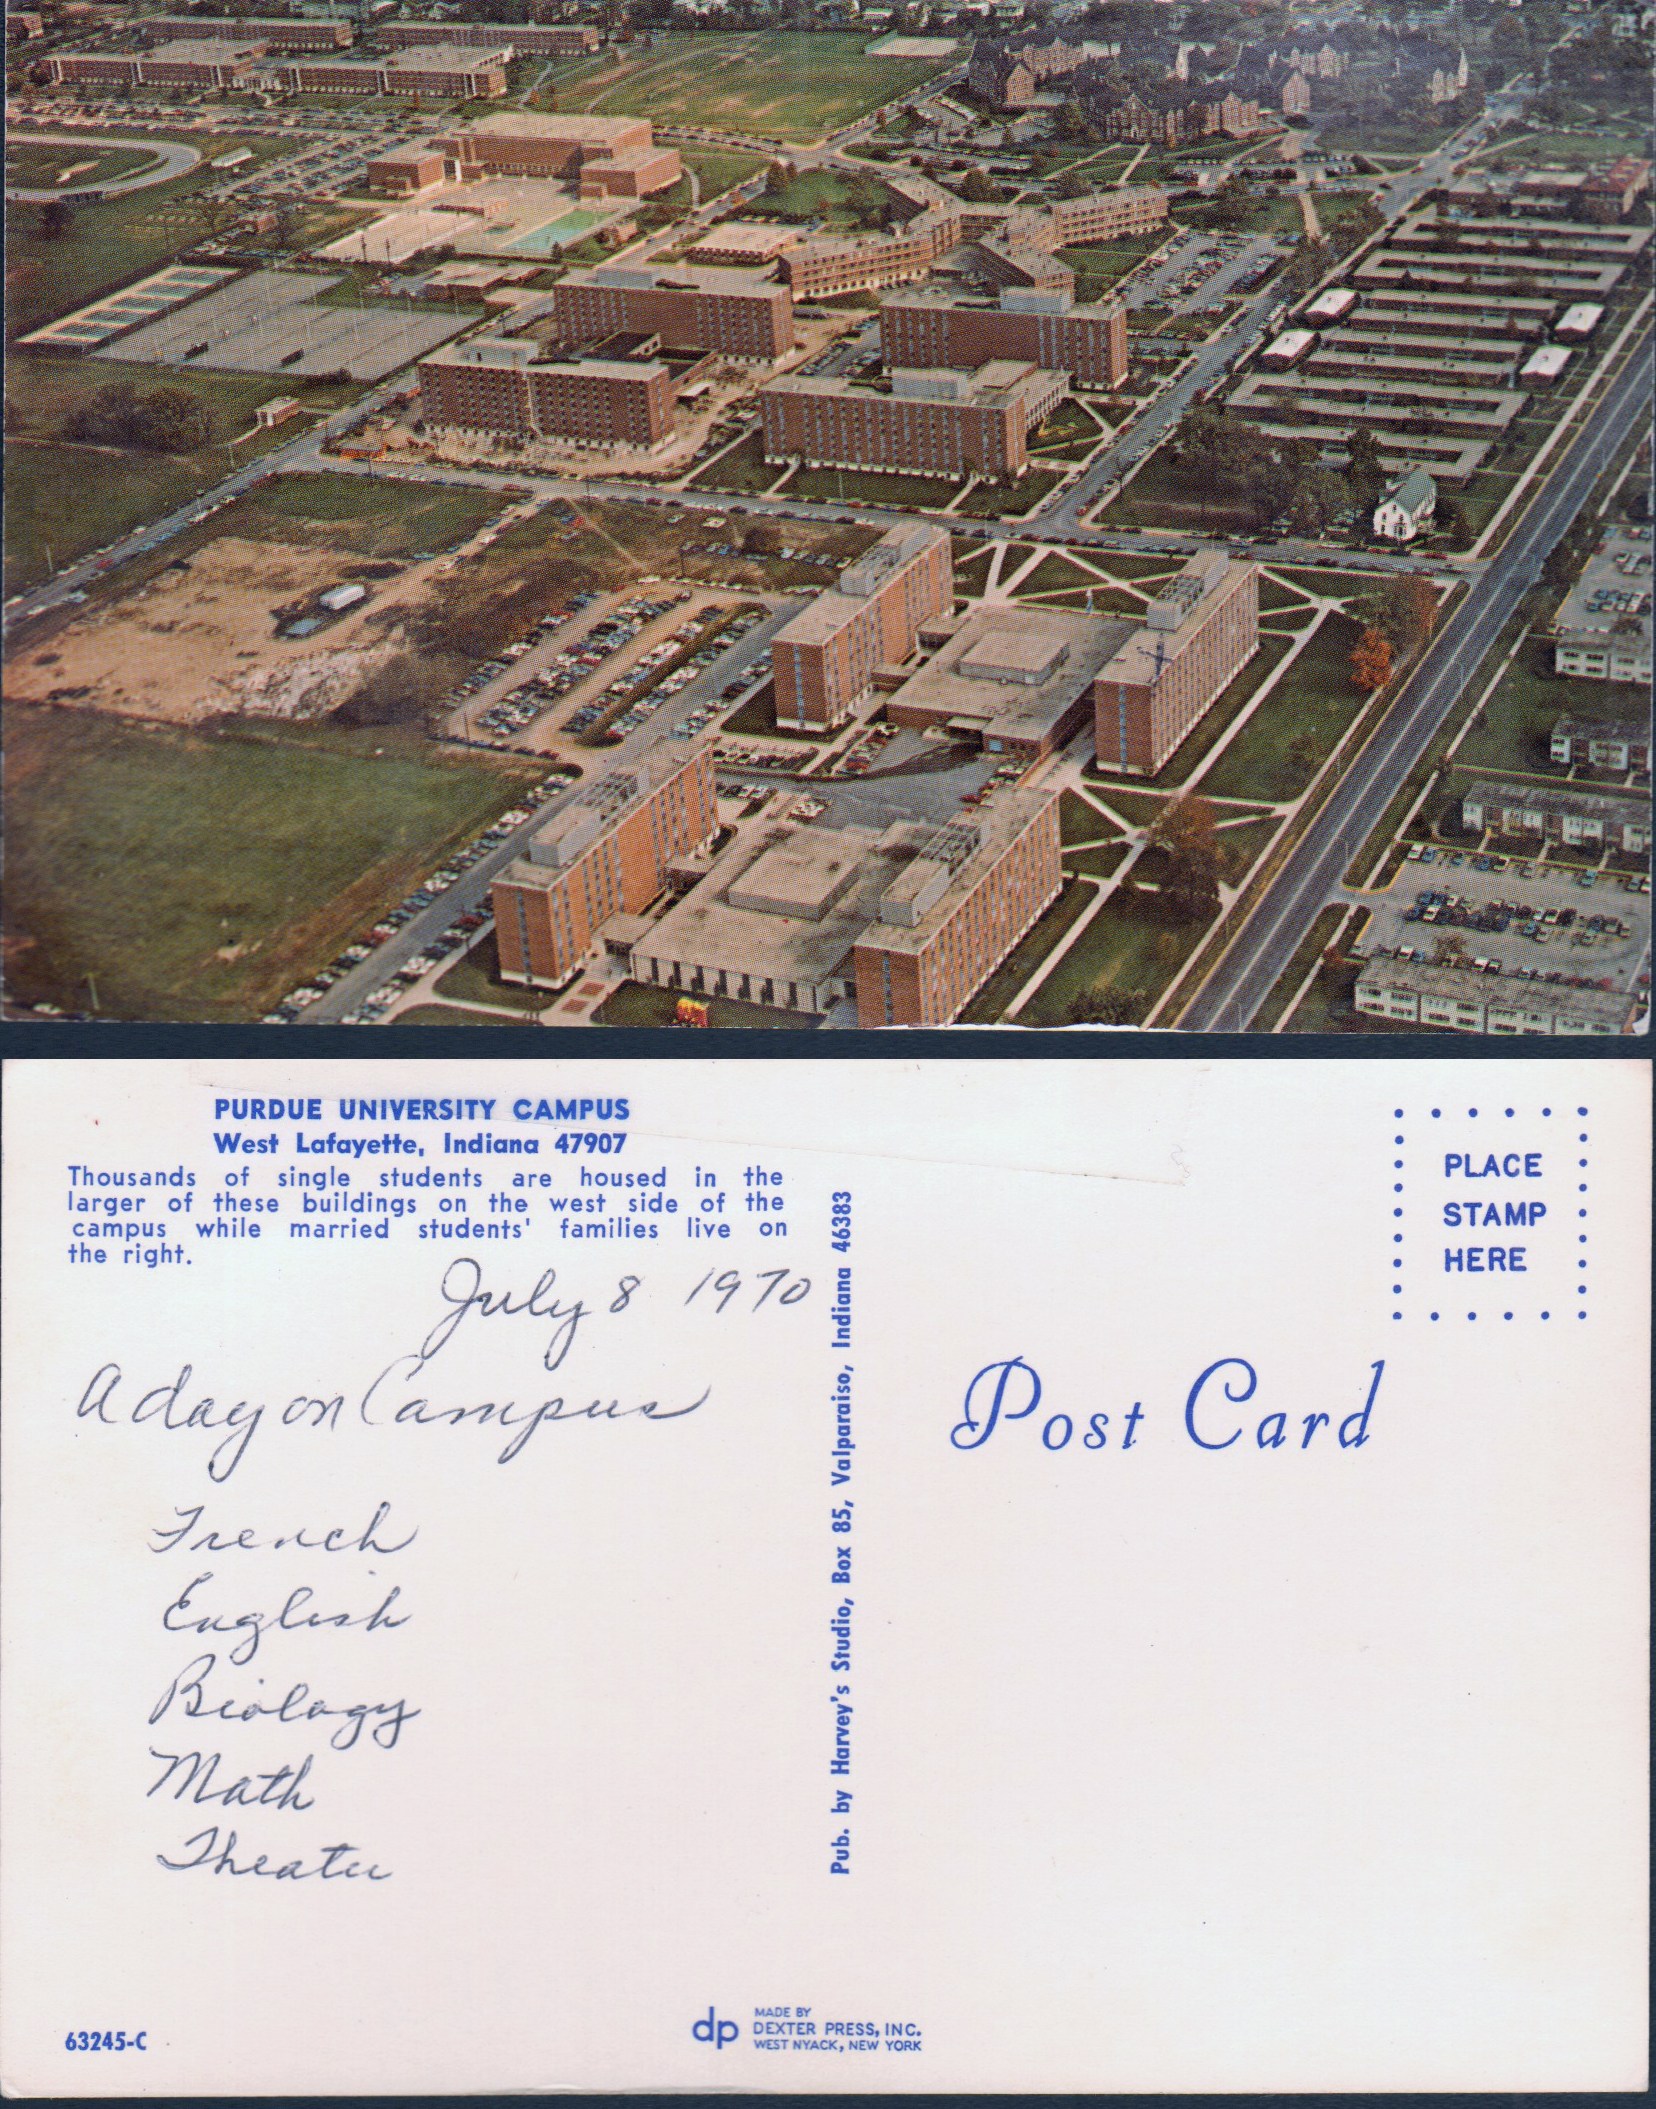 PURDUE UNIVERSITY CAMPUS
West Lafayette, Indiana 47907
Thousands of single students are housed in the
larger of these buildings on the west side of the
campus while married students' families live on
the right.
July 8 1970
A day on Campus
French
English
Biology
Math
Theater
63245-C
Pub. by Harvey's Studio, Box 85, Valparaiso, Indiana 46383
dp
MADE BY
DEXTER PRESS, INC.
WEST NYACK, NEW YORK
PLACE
STAMP
HERE
Post Card